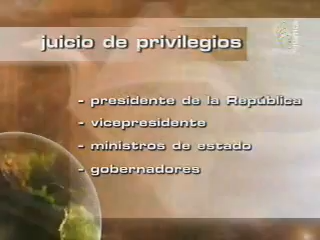 juicio de privilegios
- presidente de la República
- vicepresidente
- ministros de estado
- gobernadores